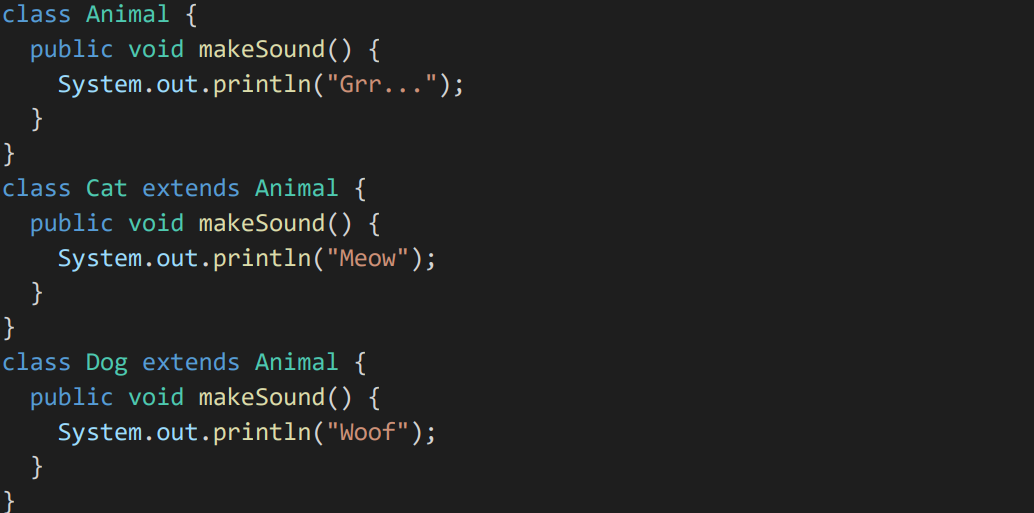 class Animal {
  public void makeSound() {
    System.out.println("Grr...");
  }
}
class Cat extends Animal {
  public void makeSound() {
    System.out.println("Meow");
  }
}
class Dog extends Animal {
  public void makeSound() {
    System.out.println("Woof");
  }
}